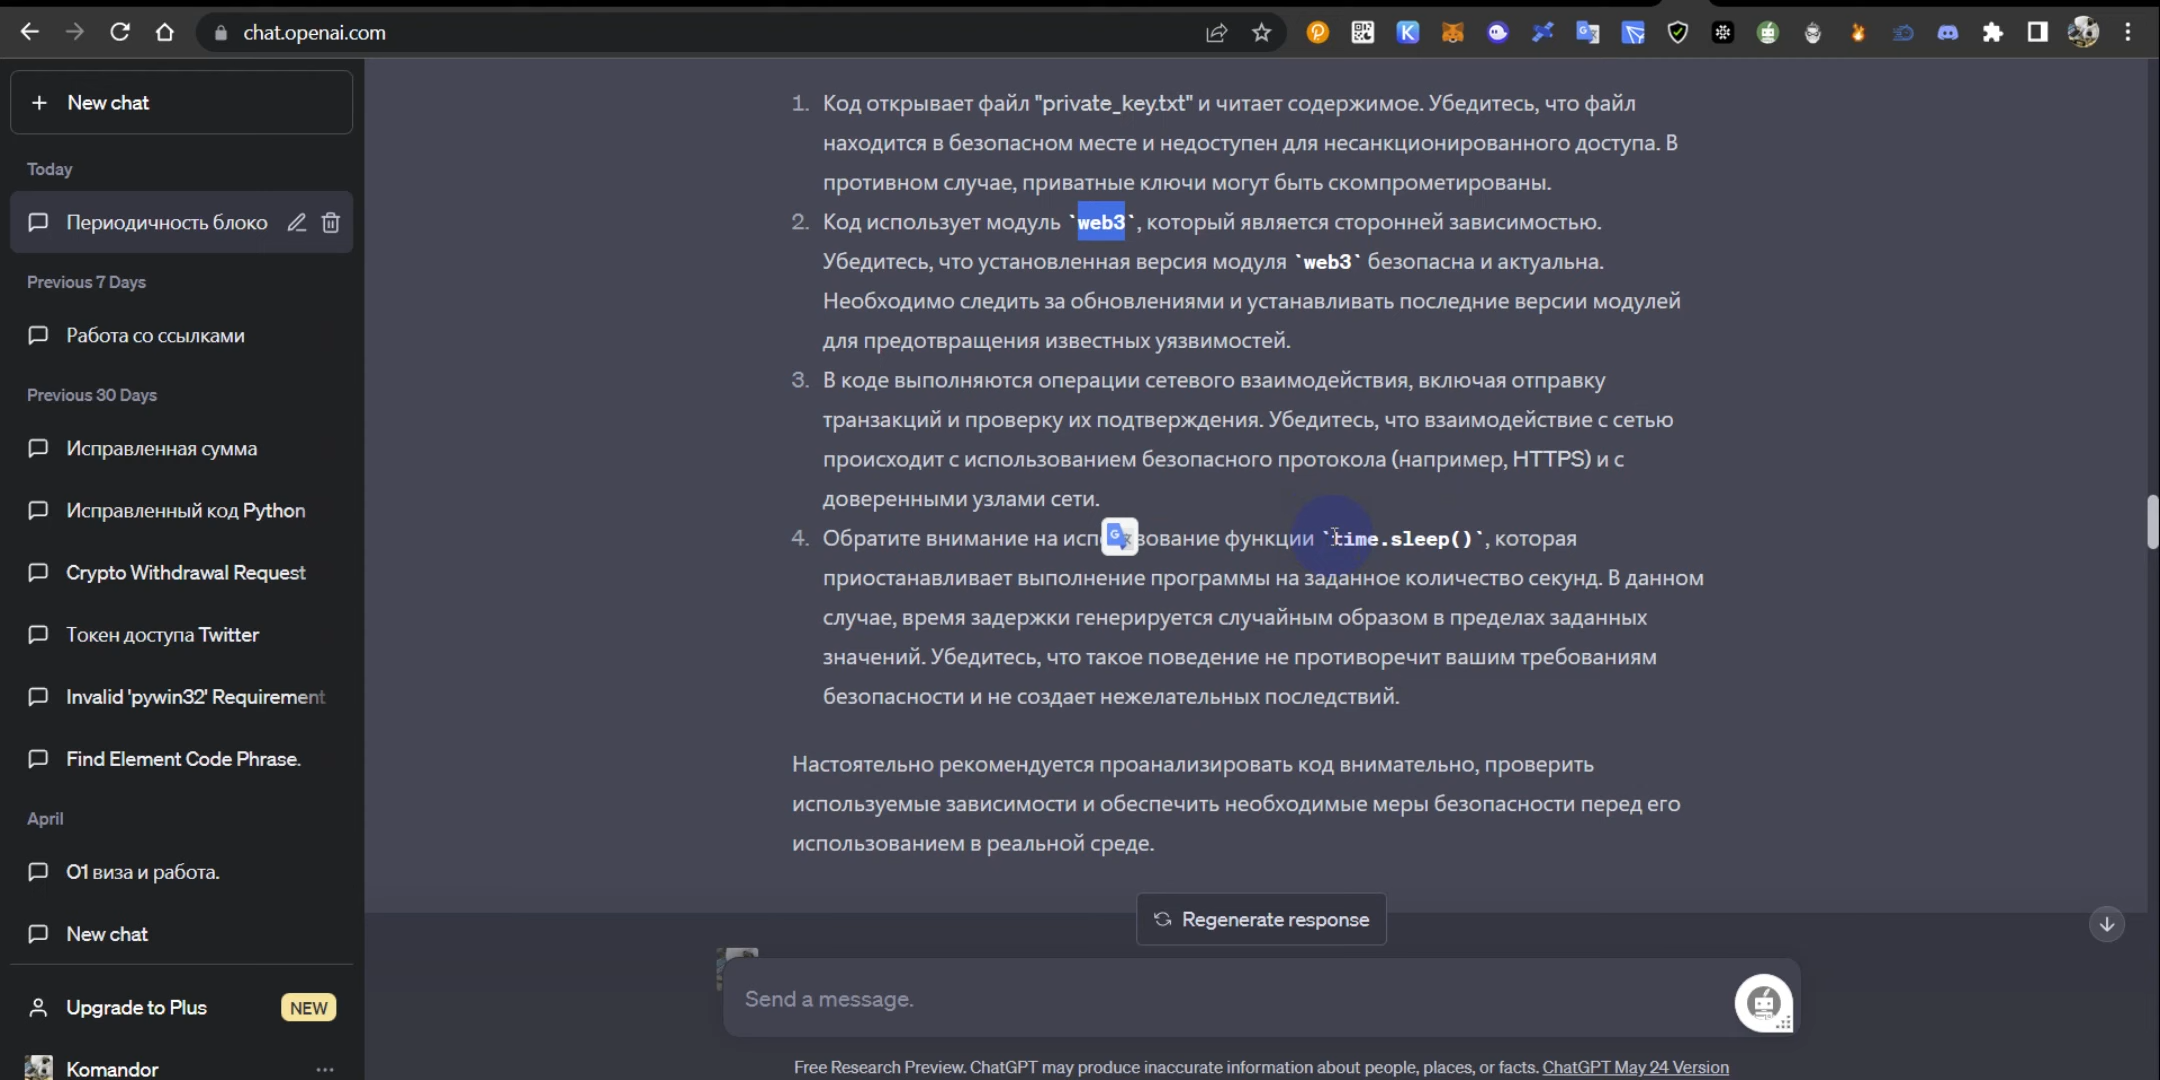 chat.openai.com
New chat
Today
Периодичность блоко
Previous 7 Days
Работа со ссылками
Previous 30 Days
Исправленная сумма
Исправленный код Python
Crypto Withdrawal Request
Токен доступа Twitter
Invalid 'pywin32' Requirement
Find Element Code Phrase.
April
O1 виза и работа.
New chat
Upgrade to Plus NEW
Komandor
1. Код открывает файл "private_key.txt" и читает содержимое. Убедитесь, что файл
находится в безопасном месте и недоступен для несанкционированного доступа. В
противном случае, приватные ключи могут быть скомпрометированы.
2. Код использует модуль `web3`, который является сторонней зависимостью.
Убедитесь, что установленная версия модуля `web3` безопасна и актуальна.
Необходимо следить за обновлениями и устанавливать последние версии модулей
для предотвращения известных уязвимостей.
3. В коде выполняются операции сетевого взаимодействия, включая отправку
транзакций и проверку их подтверждения. Убедитесь, что взаимодействие с сетью
происходит с использованием безопасного протокола (например, HTTPS) и с
доверенными узлами сети.
4. Обратите внимание на исп вование функции `time.sleep()`, которая
приостанавливает выполнение программы на заданное количество секунд. В данном
случае, время задержки генерируется случайным образом в пределах заданных
значений. Убедитесь, что такое поведение не противоречит вашим требованиям
безопасности и не создает нежелательных последствий.
Настоятельно рекомендуется проанализировать код внимательно, проверить
используемые зависимости и обеспечить необходимые меры безопасности перед его
использованием в реальной среде.
Regenerate response
Send a message.
Free Research Preview. ChatGPT may produce inaccurate information about people, places, or facts. ChatGPT May 24 Version